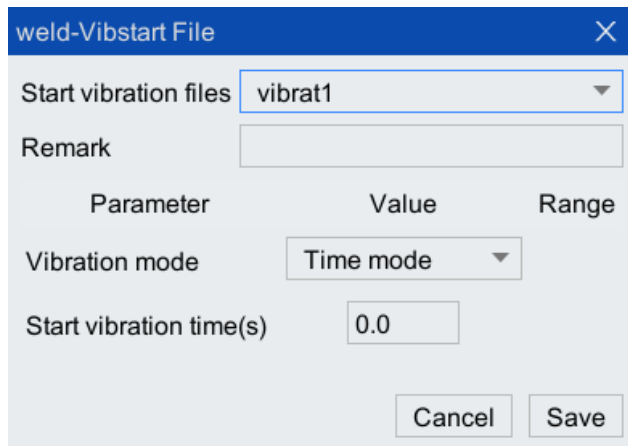 weld-Vibstart File
Start vibration files vibrat1
Remark
Parameter Value Range
Vibration mode Time mode
Start vibration time(s) 0.0
Cancel Save